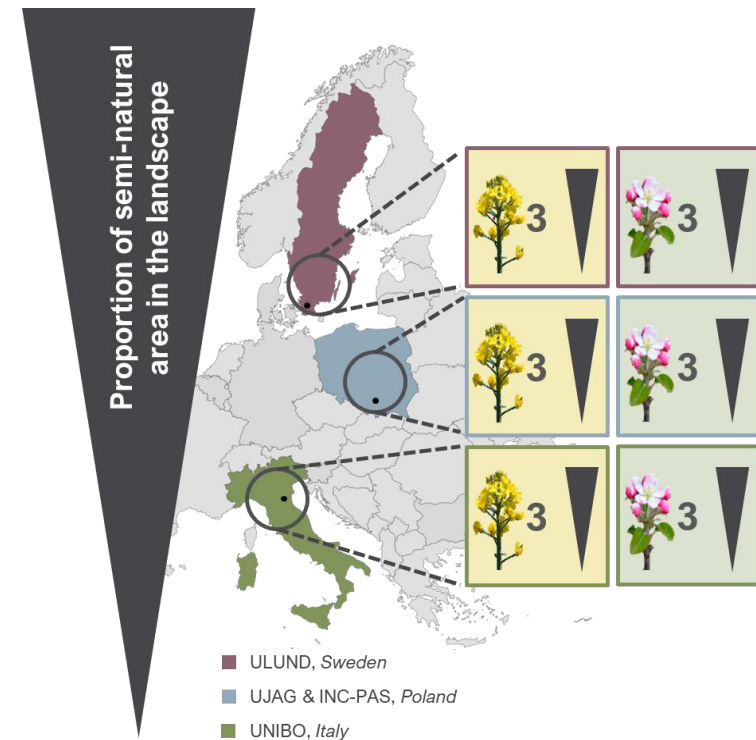 Proportion of semi-natural
area in the landscape
3
3
3
3
3
3
ULUND, Sweden
UJAG & INC-PAS, Poland
UNIBO, Italy